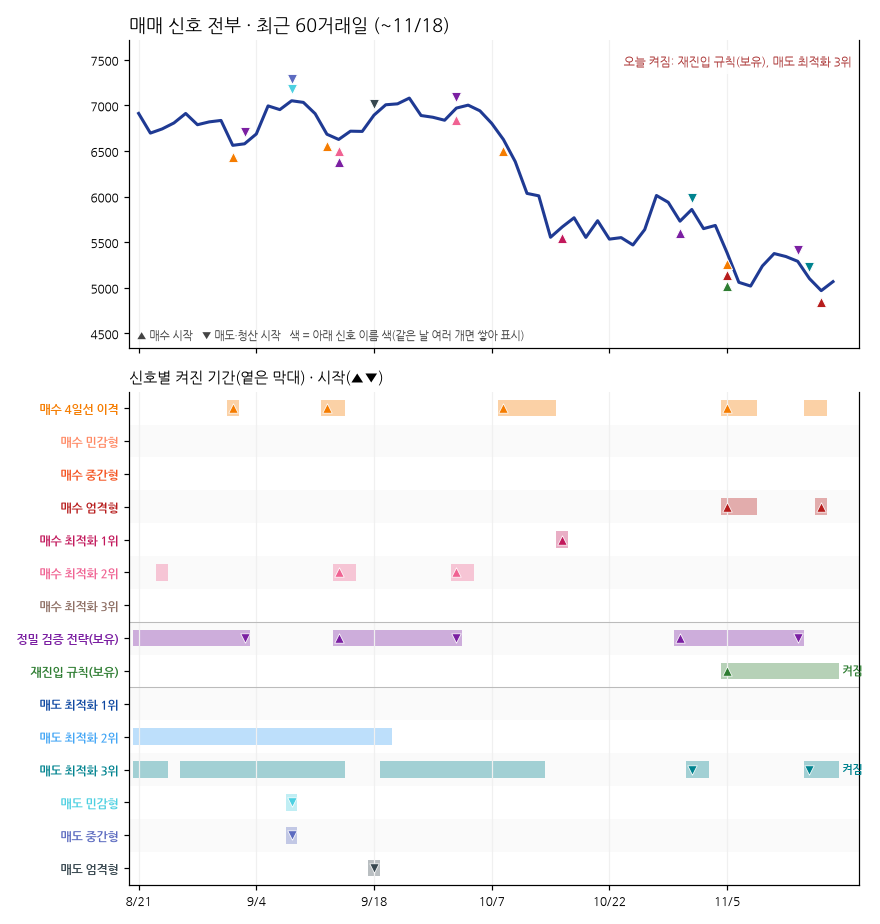 매매 신호 전부 · 최근 60거래일 (~11/18)
오늘 켜짐: 재진입 규칙(보유), 매도 최적화 3위
7500
7000
6500
6000
5500
5000
4500
▲ 매수 시작 ▼ 매도·청산 시작 색 = 아래 신호 이름 색(같은 날 여러 개면 쌓아 표시)
신호별 켜진 기간(옅은 막대) · 시작(▲▼)
매수 4일선 이격
매수 민감형
매수 중간형
매수 엄격형
매수 최적화 1위
매수 최적화 2위
매수 최적화 3위
정밀 검증 전략(보유)
재진입 규칙(보유) 켜짐
매도 최적화 1위
매도 최적화 2위
매도 최적화 3위 켜짐
매도 민감형
매도 중간형
매도 엄격형
8/21 9/4 9/18 10/7 10/22 11/5